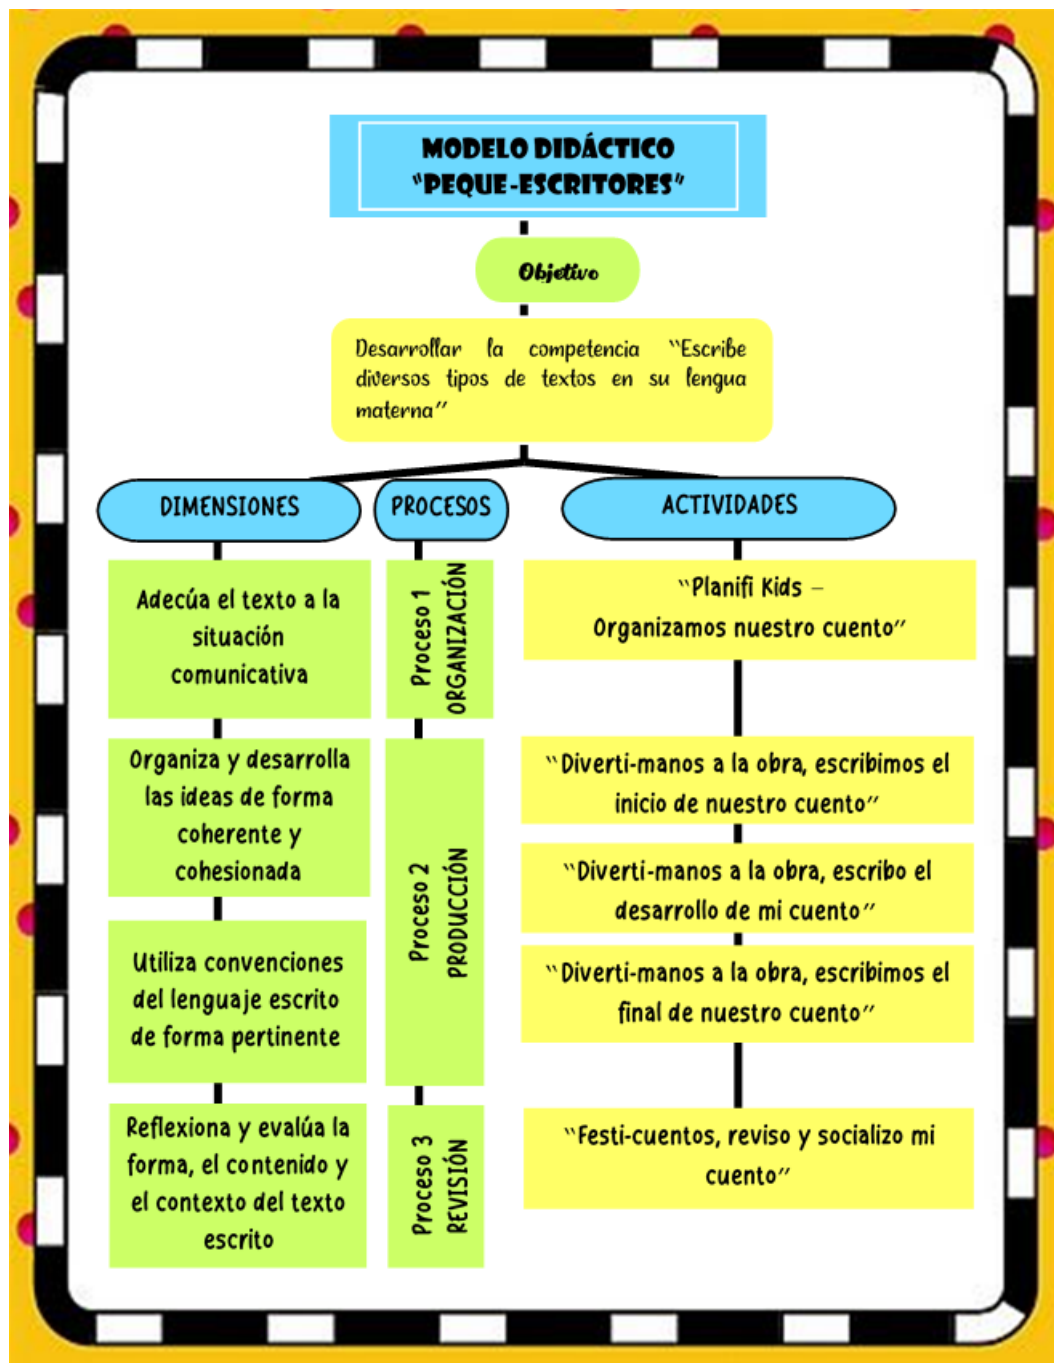 MODELO DIDÁCTICO
"PEQUE-ESCRITORES"
Objetivo
Desarrollar la competencia "Escribe
diversos tipos de textos en su lengua
materna"
DIMENSIONES
PROCESOS
ACTIVIDADES
Adecúa el texto a la
situación
comunicativa
Proceso 1
ORGANIZACIÓN
"Planifi Kids –
Organizamos nuestro cuento"
Organiza y desarrolla
las ideas de forma
coherente y
cohesionada
Utiliza convenciones
del lenguaje escrito
de forma pertinente
Proceso 2
PRODUCCIÓN
"Diverti-manos a la obra, escribimos el
inicio de nuestro cuento"
"Diverti-manos a la obra, escribo el
desarrollo de mi cuento"
"Diverti-manos a la obra, escribimos el
final de nuestro cuento"
Reflexiona y evalúa la
forma, el contenido y
el contexto del texto
escrito
Proceso 3
REVISIÓN
"Festi-cuentos, reviso y socializo mi
cuento"